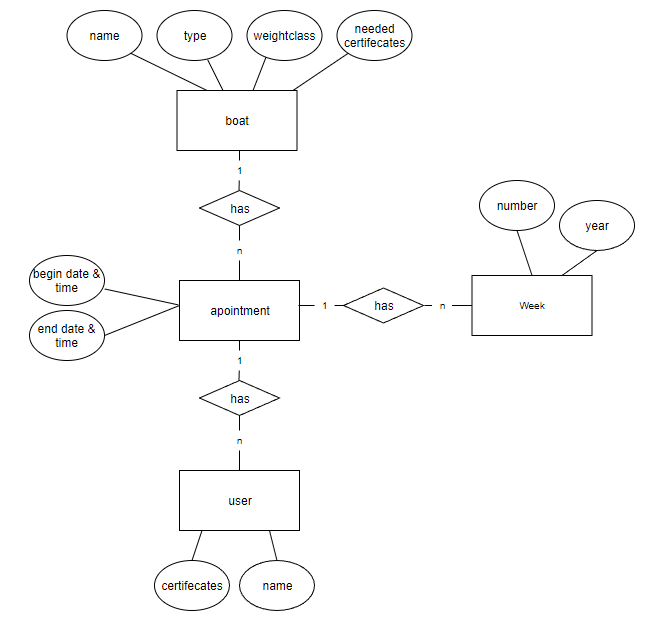 name
type
weightclass
needed
certifecates
boat
1
has
n
number
year
begin date &
time
end date &
time
apointment
1
has
n
Week
1
has
n
user
certifecates
name